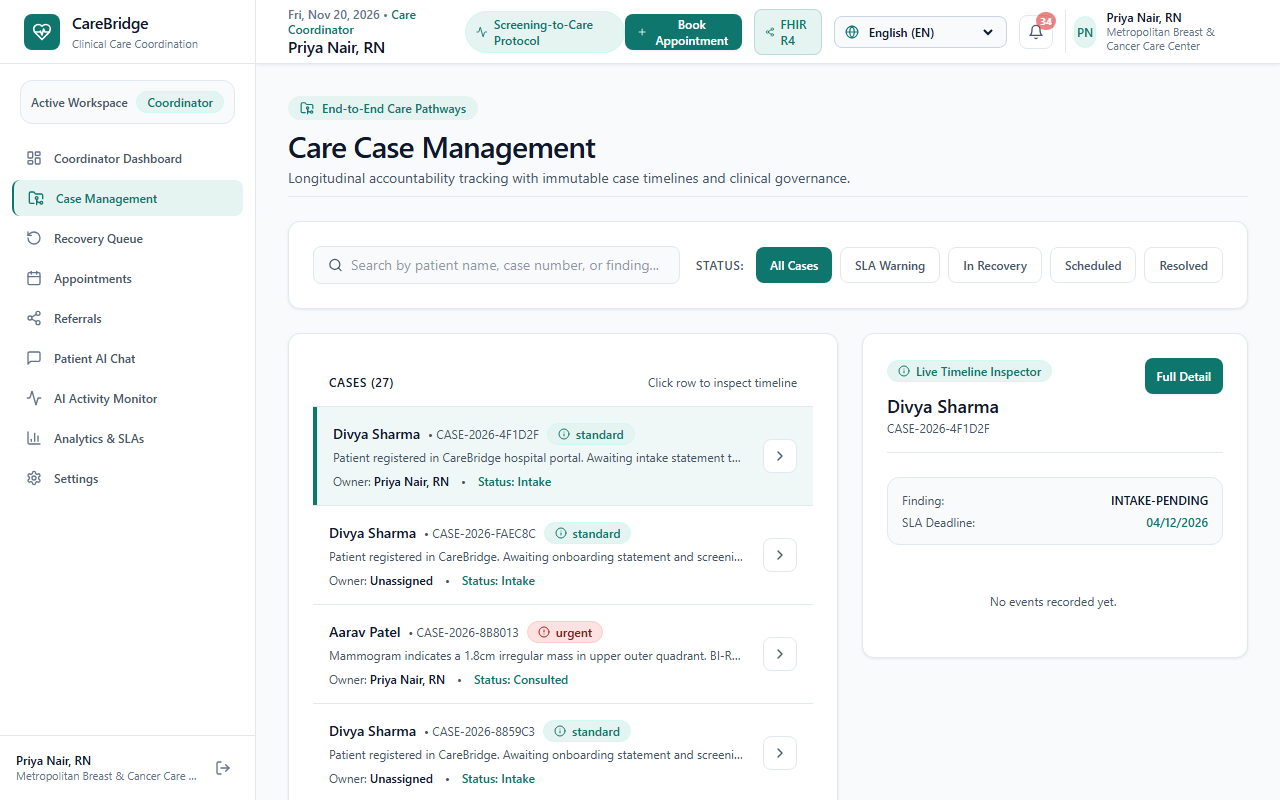 CareBridge
Clinical Care Coordination
Fri, Nov 20, 2026 • Care
Coordinator
Priya Nair, RN
Screening-to-Care
Protocol
+ Book
Appointment
FHIR
R4
English (EN)
34
PN
Priya Nair, RN
Metropolitan Breast &
Cancer Care Center
Active Workspace
Coordinator
Coordinator Dashboard
Case Management
Recovery Queue
Appointments
Referrals
Patient AI Chat
AI Activity Monitor
Analytics & SLAs
Settings
Priya Nair, RN
Metropolitan Breast & Cancer Care ...
End-to-End Care Pathways
Care Case Management
Longitudinal accountability tracking with immutable case timelines and clinical governance.
Search by patient name, case number, or finding...
STATUS:
All Cases
SLA Warning
In Recovery
Scheduled
Resolved
CASES (27)
Click row to inspect timeline
Divya Sharma • CASE-2026-4F1D2F standard
Patient registered in CareBridge hospital portal. Awaiting intake statement t...
Owner: Priya Nair, RN • Status: Intake
Divya Sharma • CASE-2026-FAEC8C standard
Patient registered in CareBridge. Awaiting onboarding statement and screeni...
Owner: Unassigned • Status: Intake
Aarav Patel • CASE-2026-8B8013 urgent
Mammogram indicates a 1.8cm irregular mass in upper outer quadrant. BI-R...
Owner: Priya Nair, RN • Status: Consulted
Divya Sharma • CASE-2026-8859C3 standard
Patient registered in CareBridge. Awaiting onboarding statement and screeni...
Owner: Unassigned • Status: Intake
Live Timeline Inspector
Full Detail
Divya Sharma
CASE-2026-4F1D2F
Finding: INTAKE-PENDING
SLA Deadline: 04/12/2026
No events recorded yet.